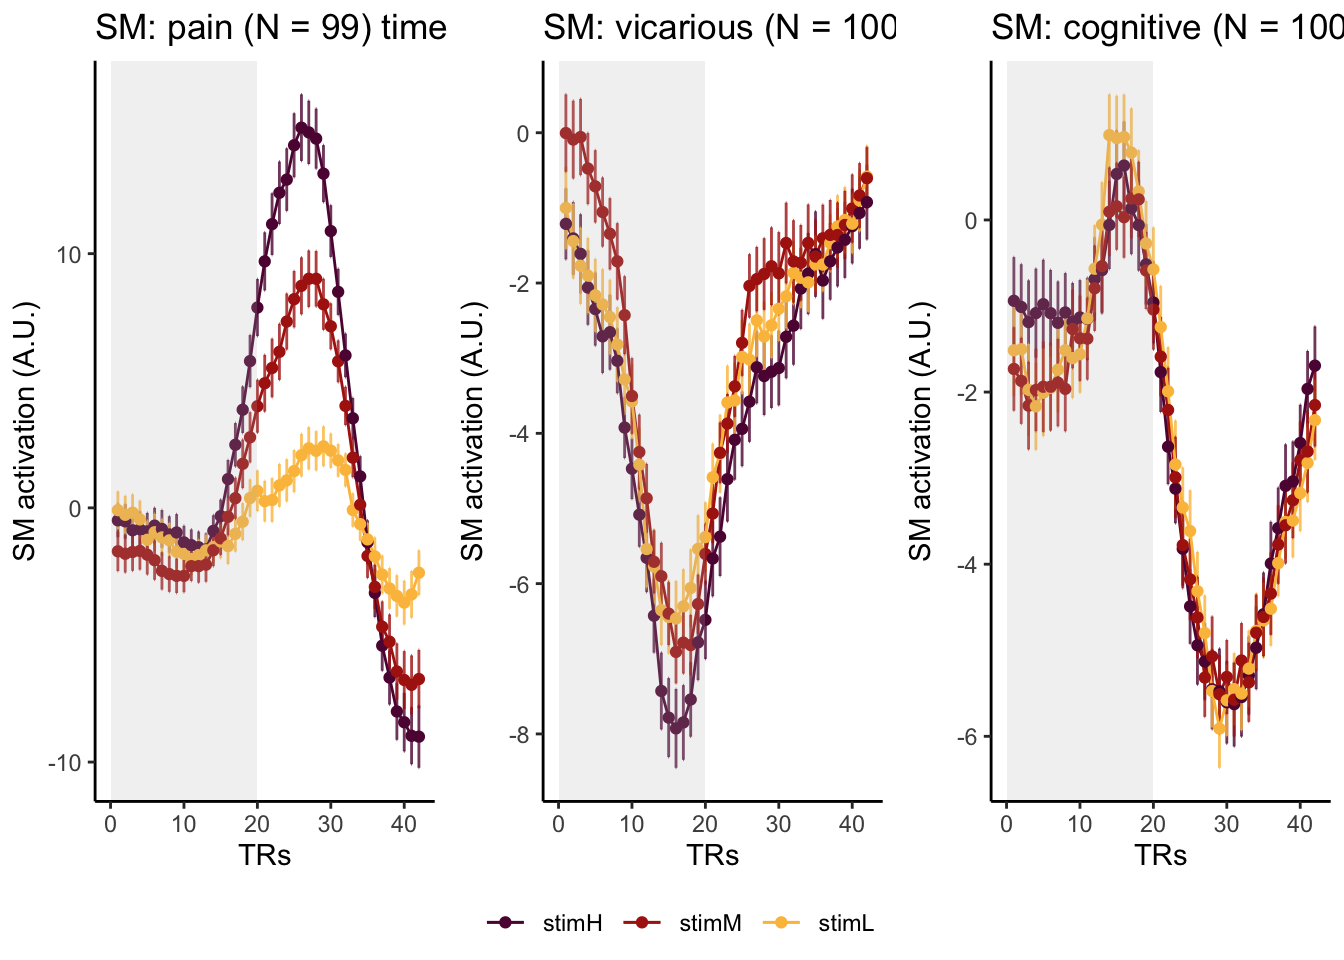 SM: pain (N = 99) time
SM: vicarious (N = 100
SM: cognitive (N = 100
SM activation (A.U.)
10
0
-10
0 10 20 30 40
TRs
SM activation (A.U.)
0
-2
-4
-6
-8
0 10 20 30 40
TRs
SM activation (A.U.)
0
-2
-4
-6
0 10 20 30 40
TRs
stimH stimM stimL